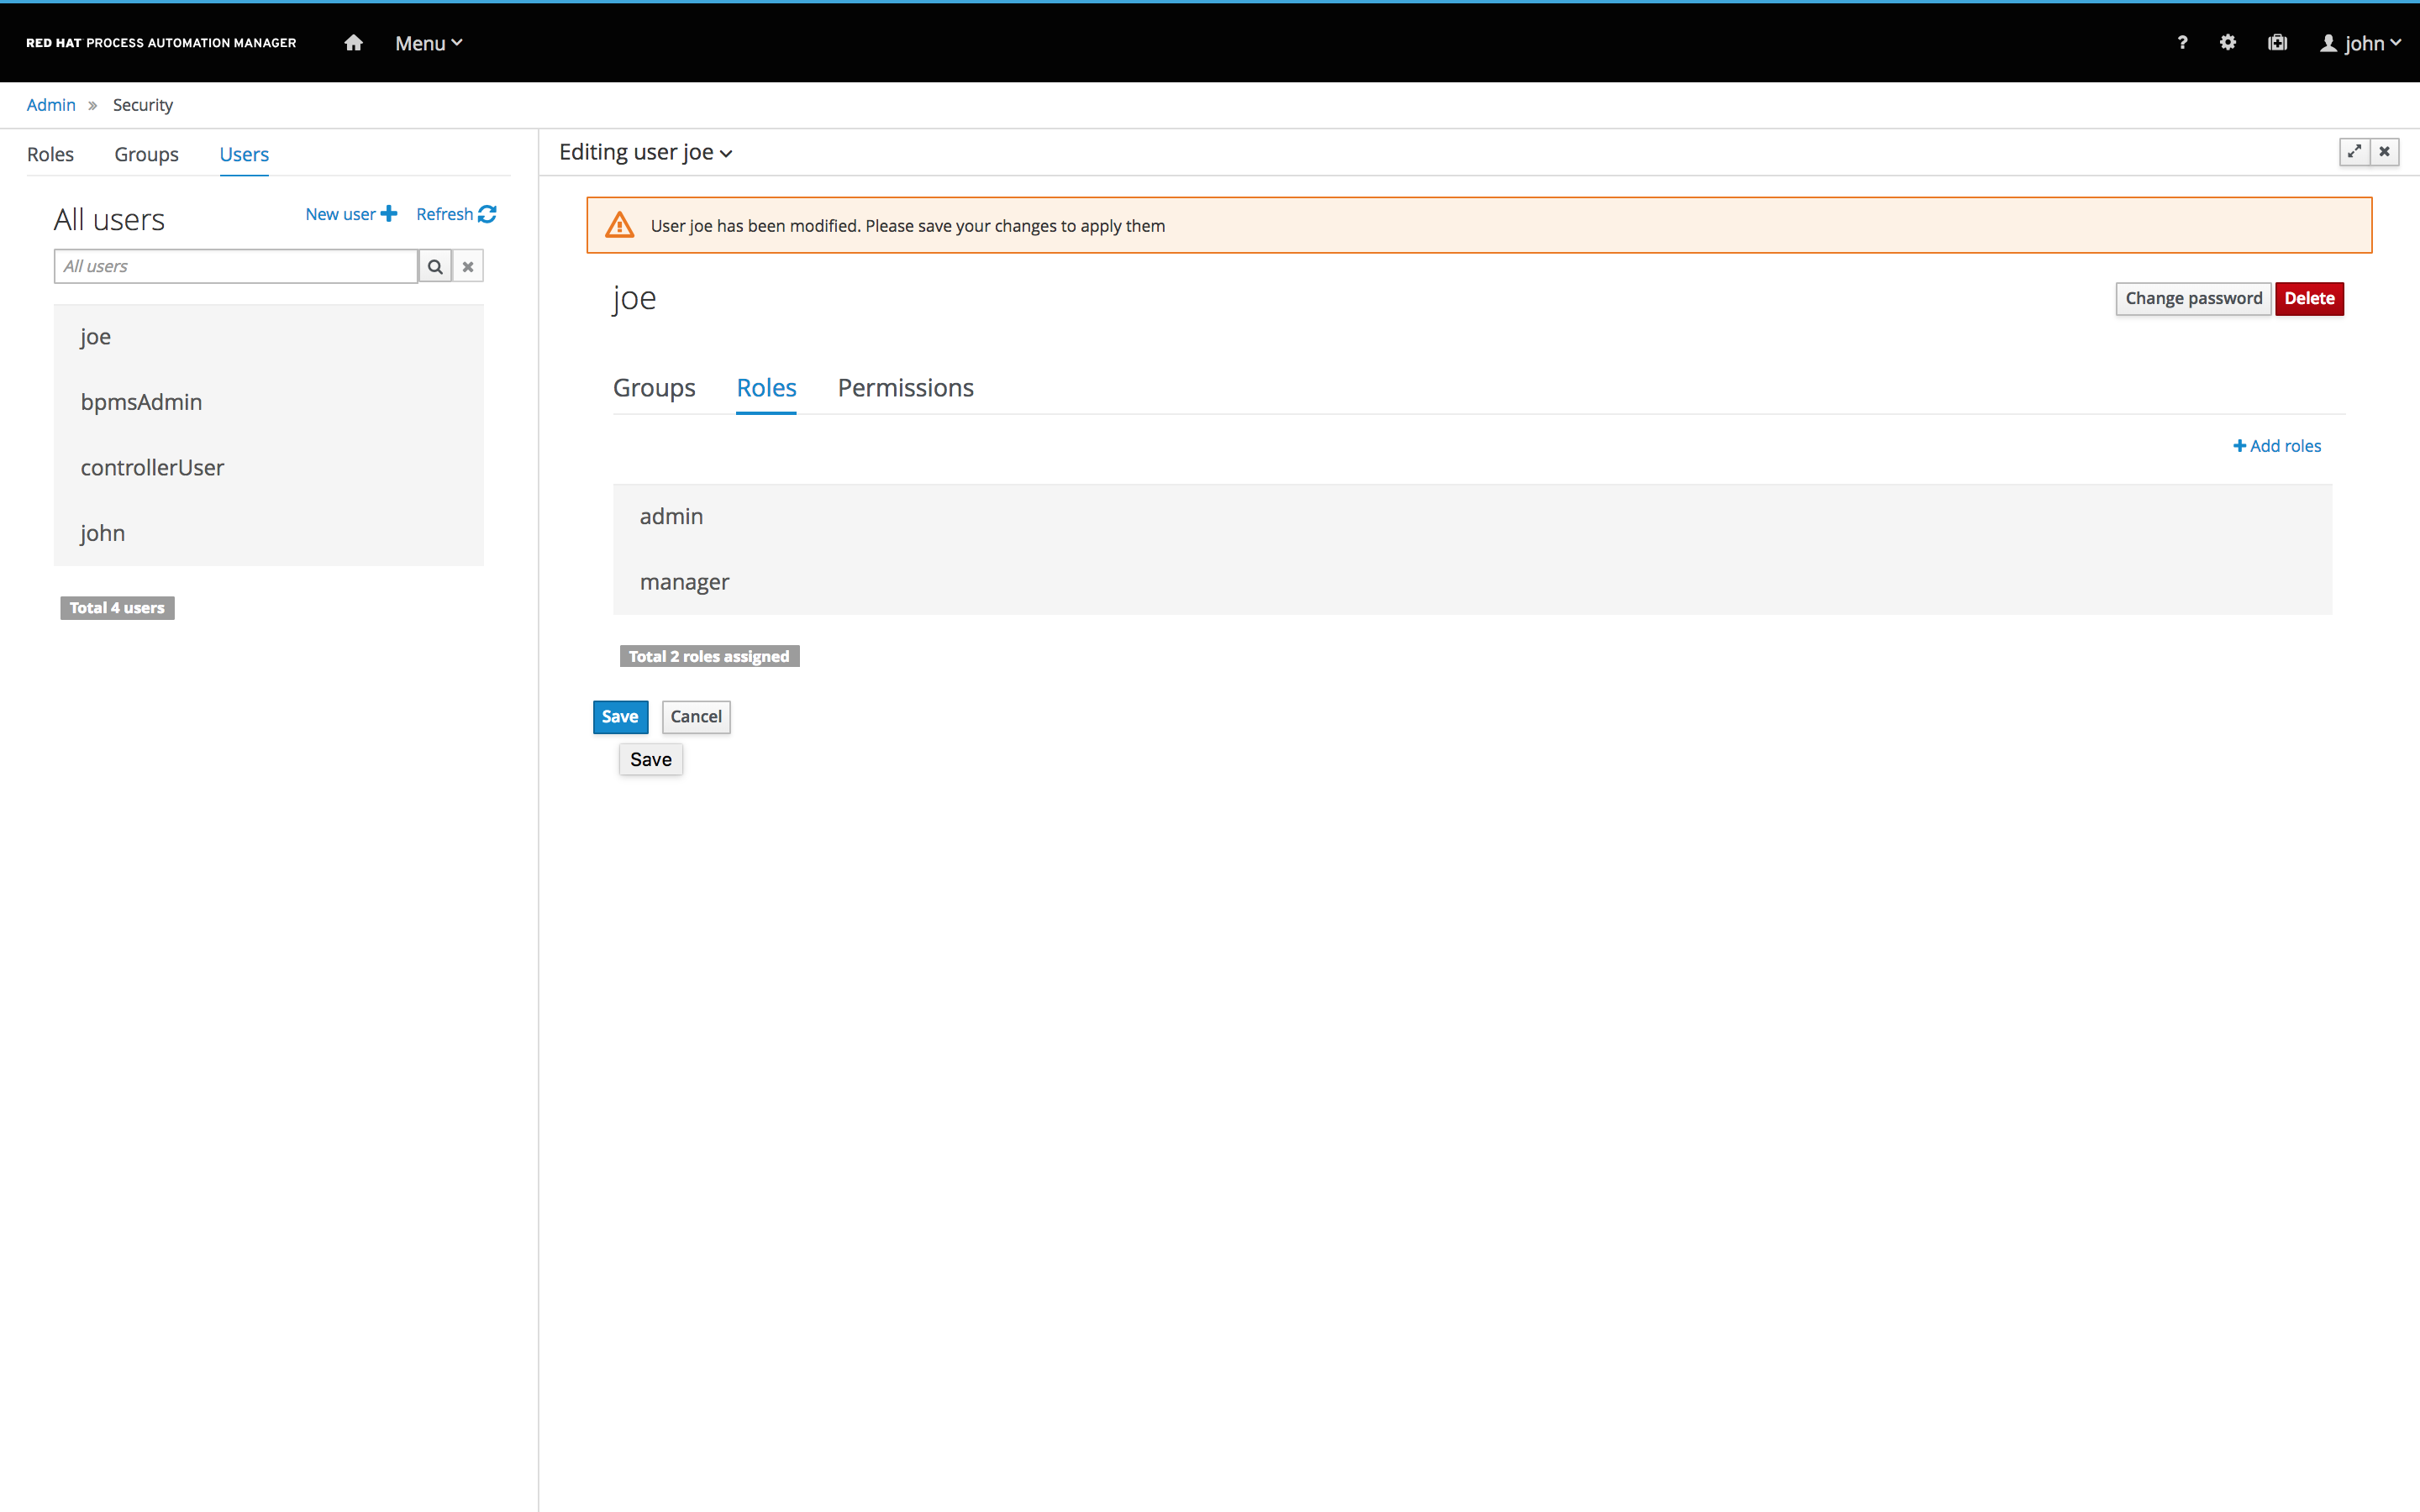 RED HAT PROCESS AUTOMATION MANAGER Menu ? john
Admin » Security
Roles Groups Users
All users
New user Refresh
All users
joe
bpmsAdmin
controllerUser
john
Total 4 users
Editing user joe
User joe has been modified. Please save your changes to apply them
joe
Change password Delete
Groups Roles Permissions
+ Add roles
admin
manager
Total 2 roles assigned
Save Cancel
Save